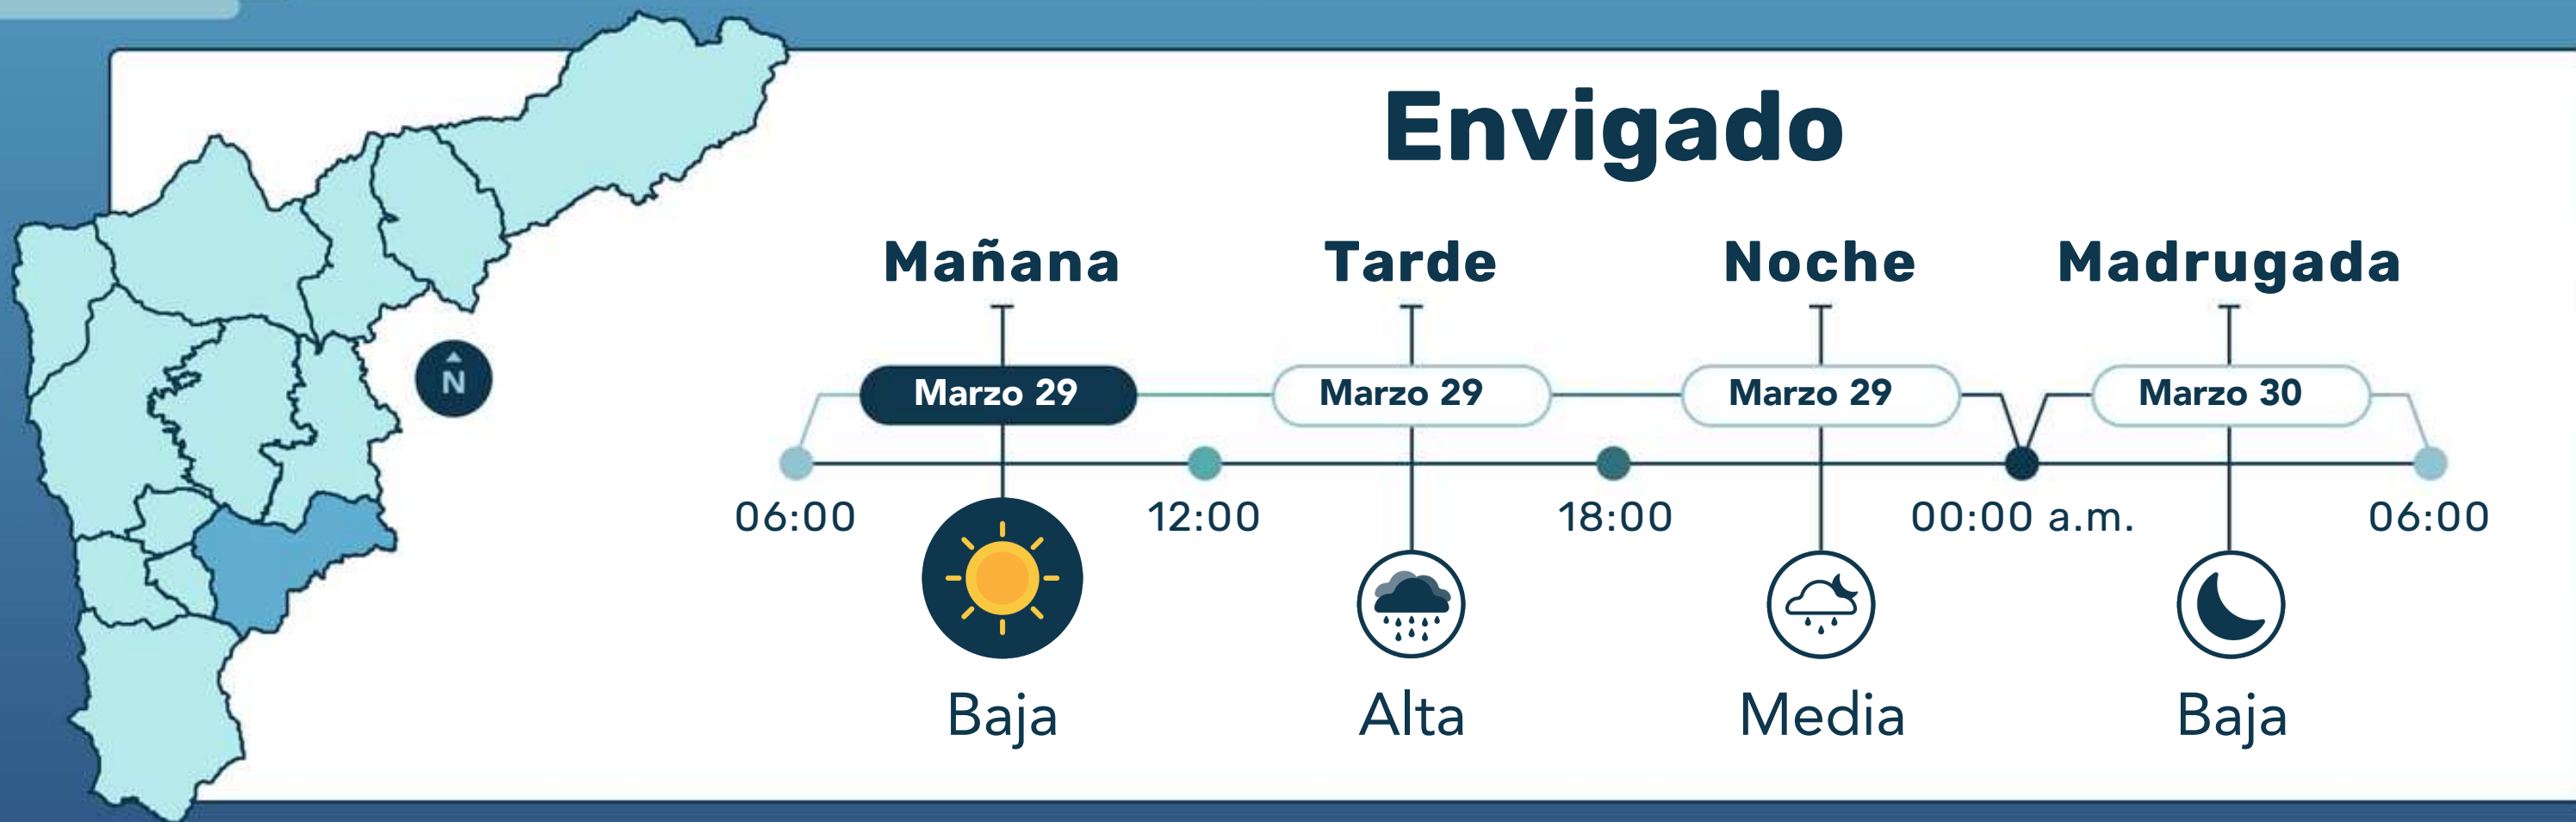 Envigado
Mañana Tarde Noche Madrugada
Marzo 29 Marzo 29 Marzo 29 Marzo 30
N
06:00 12:00 18:00 00:00 a.m. 06:00
Baja Alta Media Baja